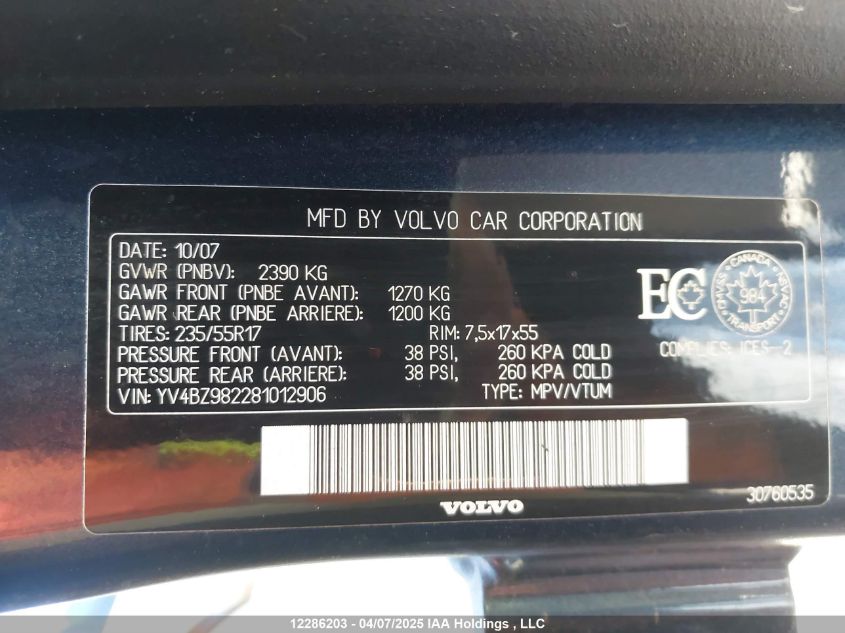 MFD BY VOLVO CAR CORPORATION
DATE: 10/07
GVWR (PNBV): 2390 KG
GAWR FRONT (PNBE AVANT): 1270 KG
GAWR REAR (PNBE ARRIERE): 1200 KG
TIRES: 235/55R17 RIM: 7,5x17x55
PRESSURE FRONT (AVANT): 38 PSI, 260 KPA COLD
PRESSURE REAR (ARRIERE): 38 PSI, 260 KPA COLD
VIN: YV4BZ982281012906 TYPE: MPV/VTUM
EC
CANADA
CMVSS NSVAC
984
TRANSPORT
COMPLIES: ICES-2
VOLVO
30760535
12286203 - 04/07/2025 IAA Holdings, LLC